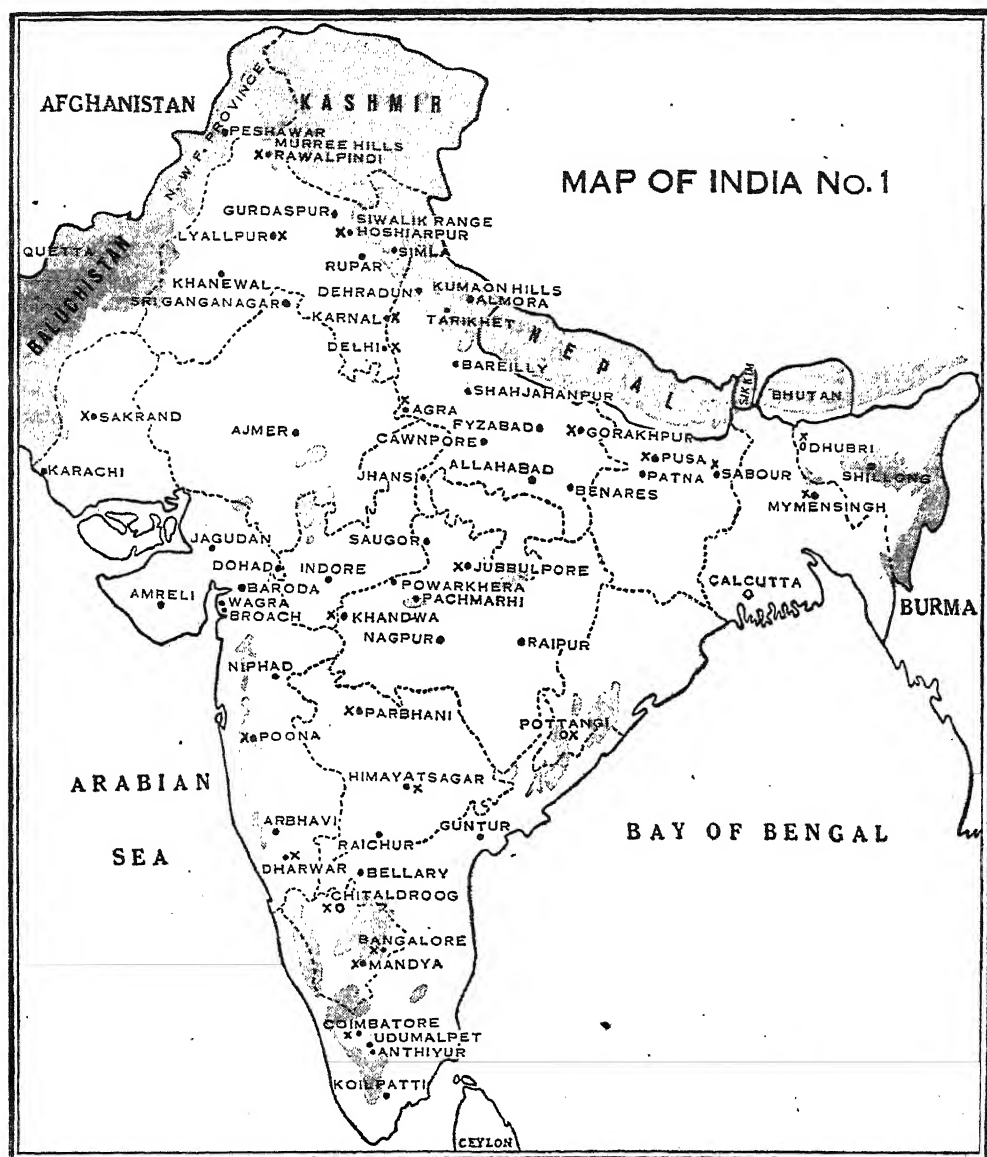 MAP OF INDIA No. 1
AFGHANISTAN
N. W. F. PROVINCE
KASHMIR
PESHAWAR
MURREE HILLS
RAWALPINDI
GURDASPUR
SIWALIK RANGE
LYALLPUR
HOSHIARPUR
SIMLA
QUETTA
BALUCHISTAN
RUPAR
KHANEWAL
DEHRADUN
KUMAON HILLS
ALMORA
SRI GANGANAGAR
KARNAL
TARIKHET
NEPAL
DELHI
BAREILLY
SIKKIM
BHUTAN
SHAHJAHANPUR
SAKRAND
AGRA
AJMER
FYZABAD
GORAKHPUR
DHUBRI
CAWNPORE
PUSA
KARACHI
JHANSI
ALLAHABAD
PATNA
SABOUR
SHILLONG
BENARES
MYMENSINGH
JAGUDAN
SAUGOR
DOHAD
INDORE
JUBBULPORE
BARODA
POWARKHERA
CALCUTTA
AMRELI
WAGRA
PACHMARHI
BURMA
BROACH
KHANDWA
NAGPUR
RAIPUR
NIPHAD
PARBHANI
POTTANGI
POONA
HIMAYATSAGAR
ARABIAN
SEA
ARBHAVI
GUNTUR
BAY OF BENGAL
RAICHUR
DHARWAR
BELLARY
CHITALDROOG
BANGALORE
MANDYA
COIMBATORE
UDUMALPET
ANTHIYUR
KOILPATTI
CEYLON